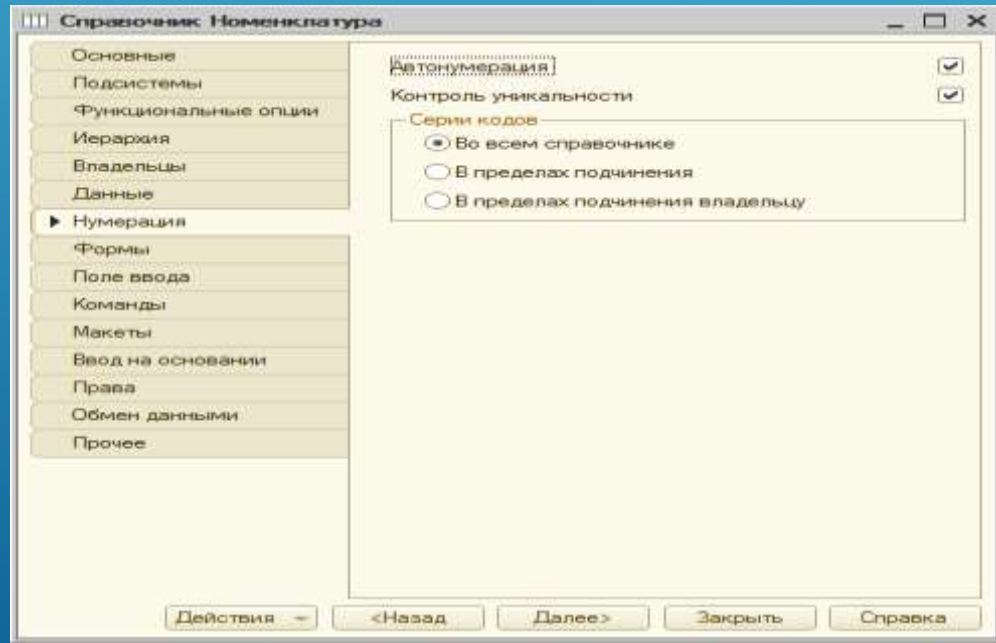 Справочник Номенклатура
Основные
Подсистемы
Функциональные опции
Иерархия
Владельцы
Данные
Нумерация
Формы
Поле ввода
Команды
Макеты
Ввод на основании
Права
Обмен данными
Прочее
Автонумерация
Контроль уникальности
Серии кодов
Во всем справочнике
В пределах подчинения
В пределах подчинения владельцу
Действия
<Назад
Далее>
Закрыть
Справка